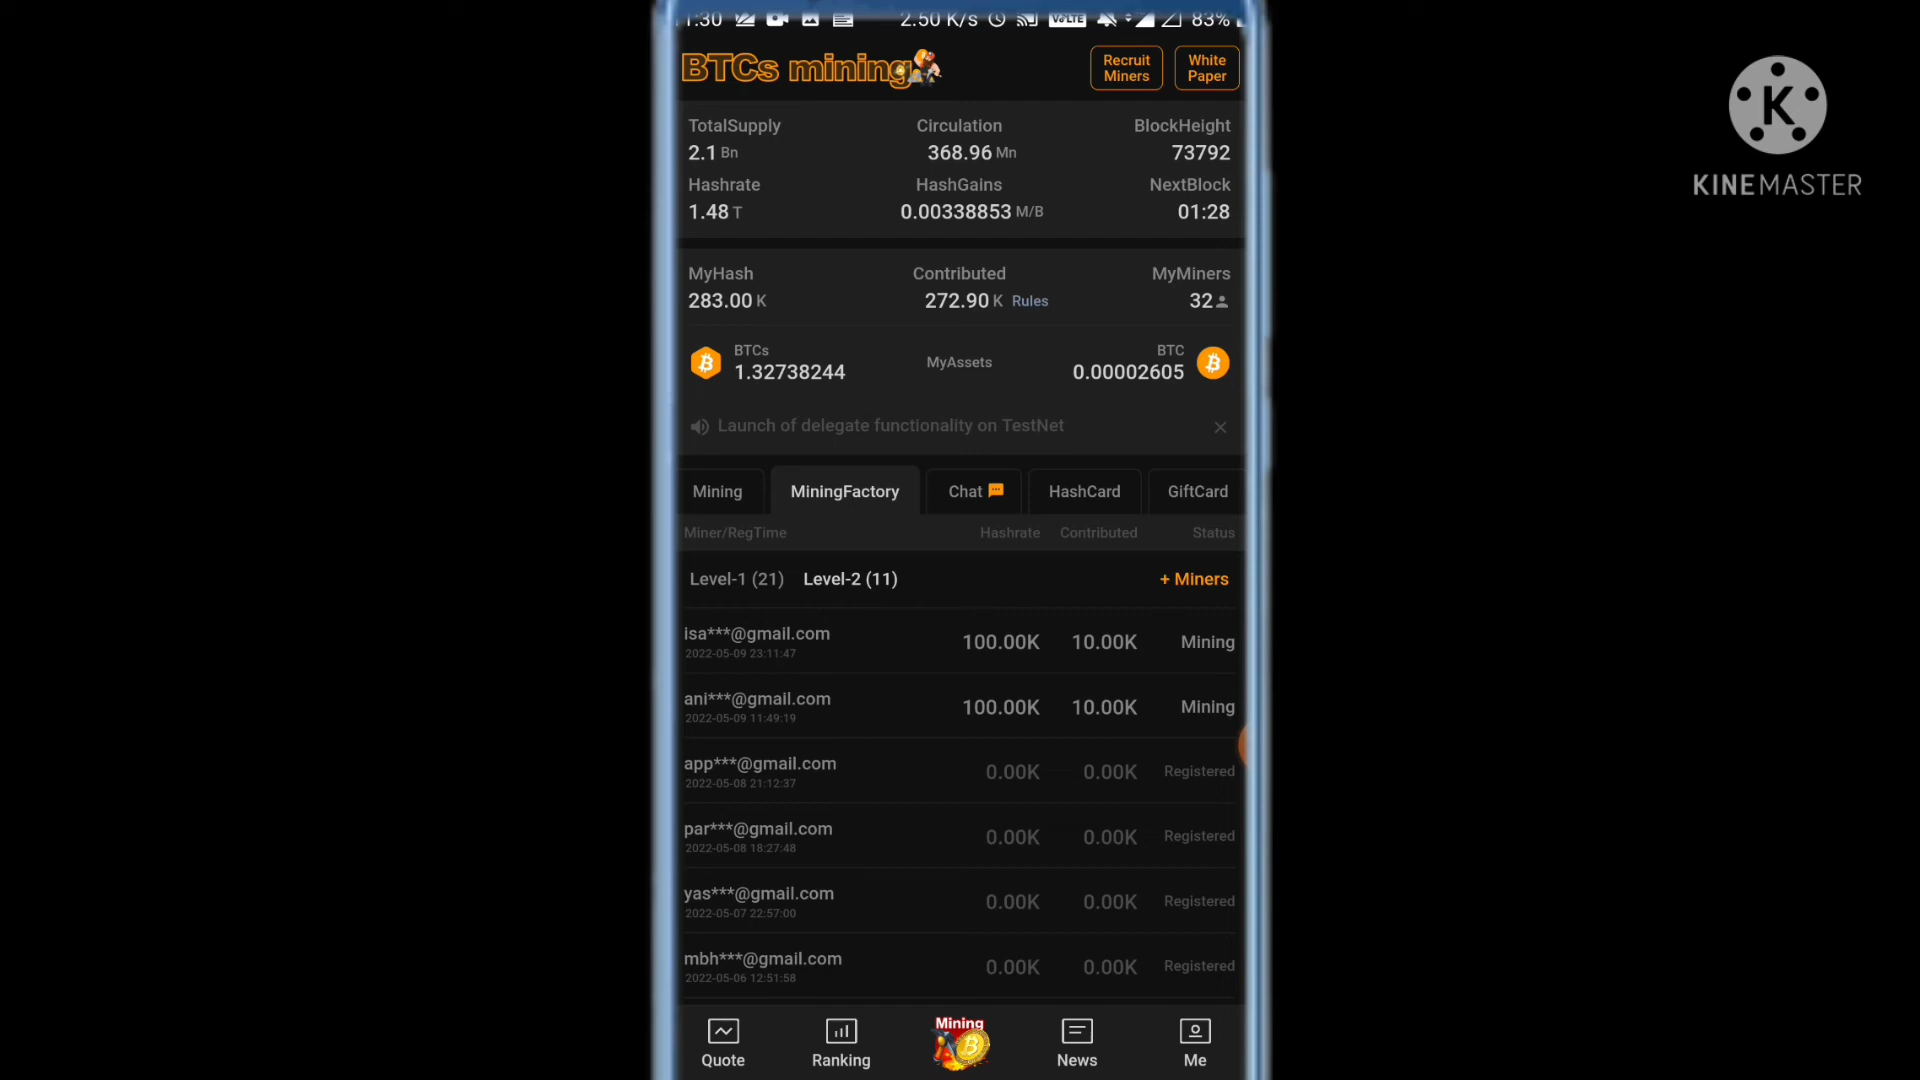 1:30 2.50 K/s VoLTE 83%
BTCs mining
Recruit Miners
White Paper
TotalSupply Circulation BlockHeight
2.1 Bn 368.96 Mn 73792
Hashrate HashGains NextBlock
1.48 T 0.00338853 M/B 01:28
MyHash Contributed MyMiners
283.00 K 272.90 K Rules 32
BTCs MyAssets BTC
1.32738244 0.00002605
Launch of delegate functionality on TestNet
Mining MiningFactory Chat HashCard GiftCard
Miner/RegTime Hashrate Contributed Status
Level-1 (21) Level-2 (11) + Miners
isa***@gmail.com 100.00K 10.00K Mining
2022-05-09 23:11:47
ani***@gmail.com 100.00K 10.00K Mining
2022-05-09 11:49:19
app***@gmail.com 0.00K 0.00K Registered
2022-05-08 21:12:37
par***@gmail.com 0.00K 0.00K Registered
2022-05-08 18:27:48
yas***@gmail.com 0.00K 0.00K Registered
2022-05-07 22:57:00
mbh***@gmail.com 0.00K 0.00K Registered
2022-05-06 12:51:58
Mining
Quote Ranking News Me
K
KINEMASTER